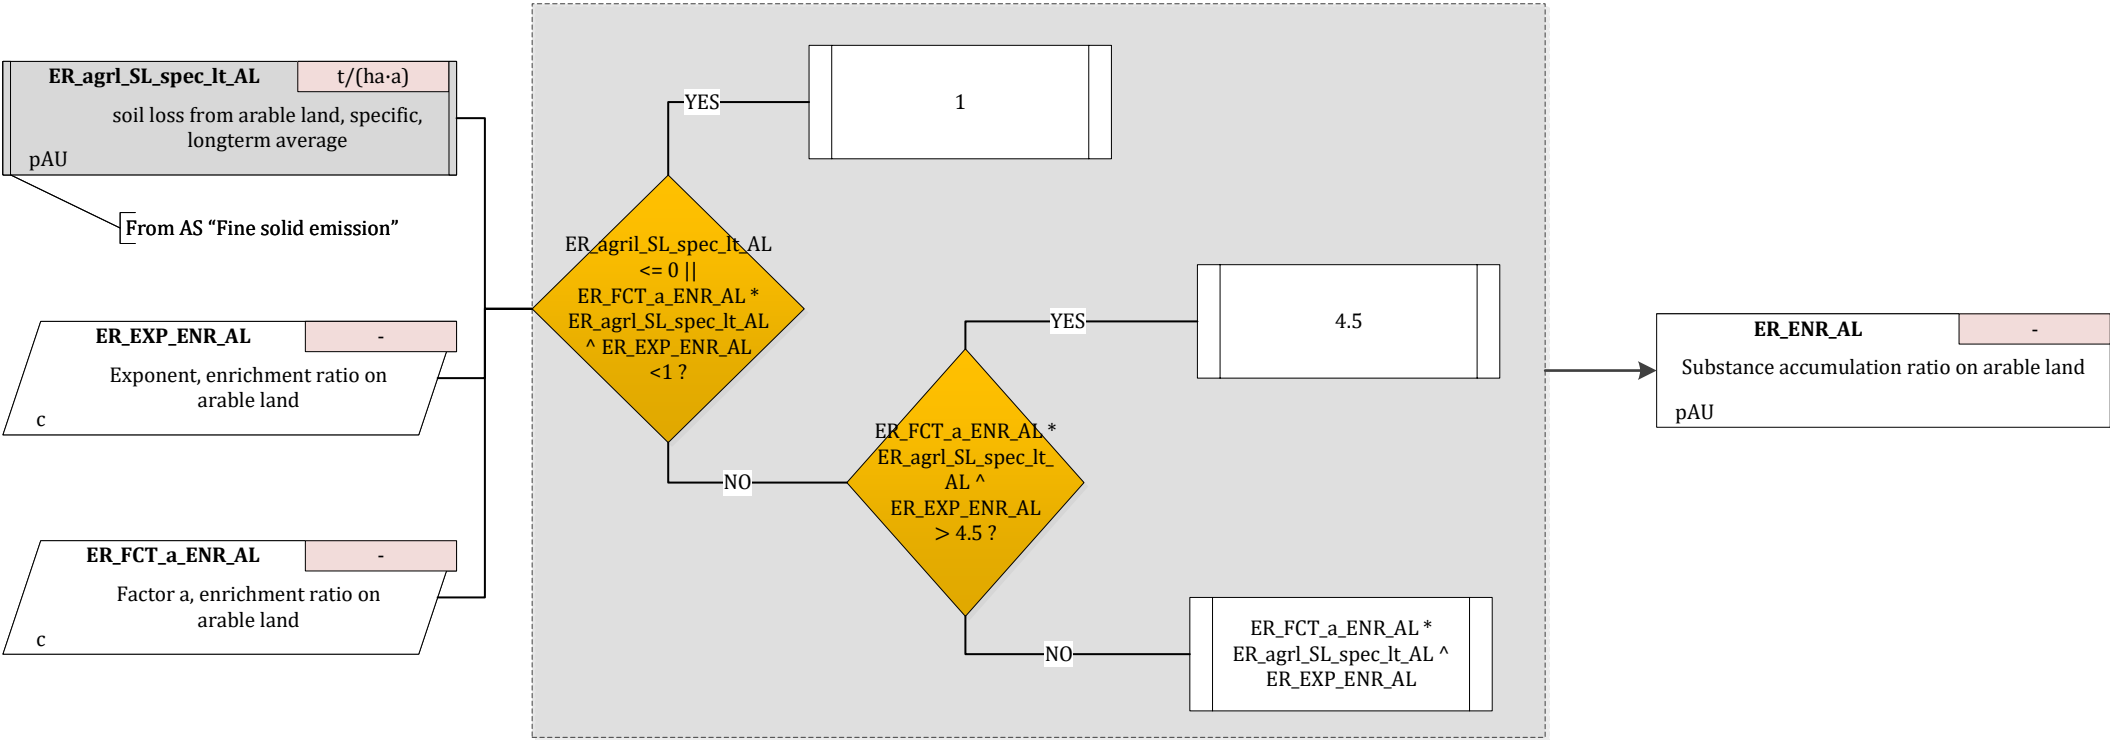 ER_agrl_SL_spec_lt_AL
t/(ha·a)
soil loss from arable land, specific,
longterm average
pAU
From AS “Fine solid emission”
ER_EXP_ENR_AL
-
Exponent, enrichment ratio on
arable land
c
ER_FCT_a_ENR_AL
-
Factor a, enrichment ratio on
arable land
c
YES
1
ER_agril_SL_spec_lt_AL
<= 0 ||
ER_FCT_a_ENR_AL *
ER_agrl_SL_spec_lt_AL
^ ER_EXP_ENR_AL
<1 ?
NO
YES
4.5
ER_FCT_a_ENR_AL *
ER_agrl_SL_spec_lt_
AL ^
ER_EXP_ENR_AL
> 4.5 ?
NO
ER_FCT_a_ENR_AL *
ER_agrl_SL_spec_lt_AL ^
ER_EXP_ENR_AL
ER_ENR_AL
-
Substance accumulation ratio on arable land
pAU